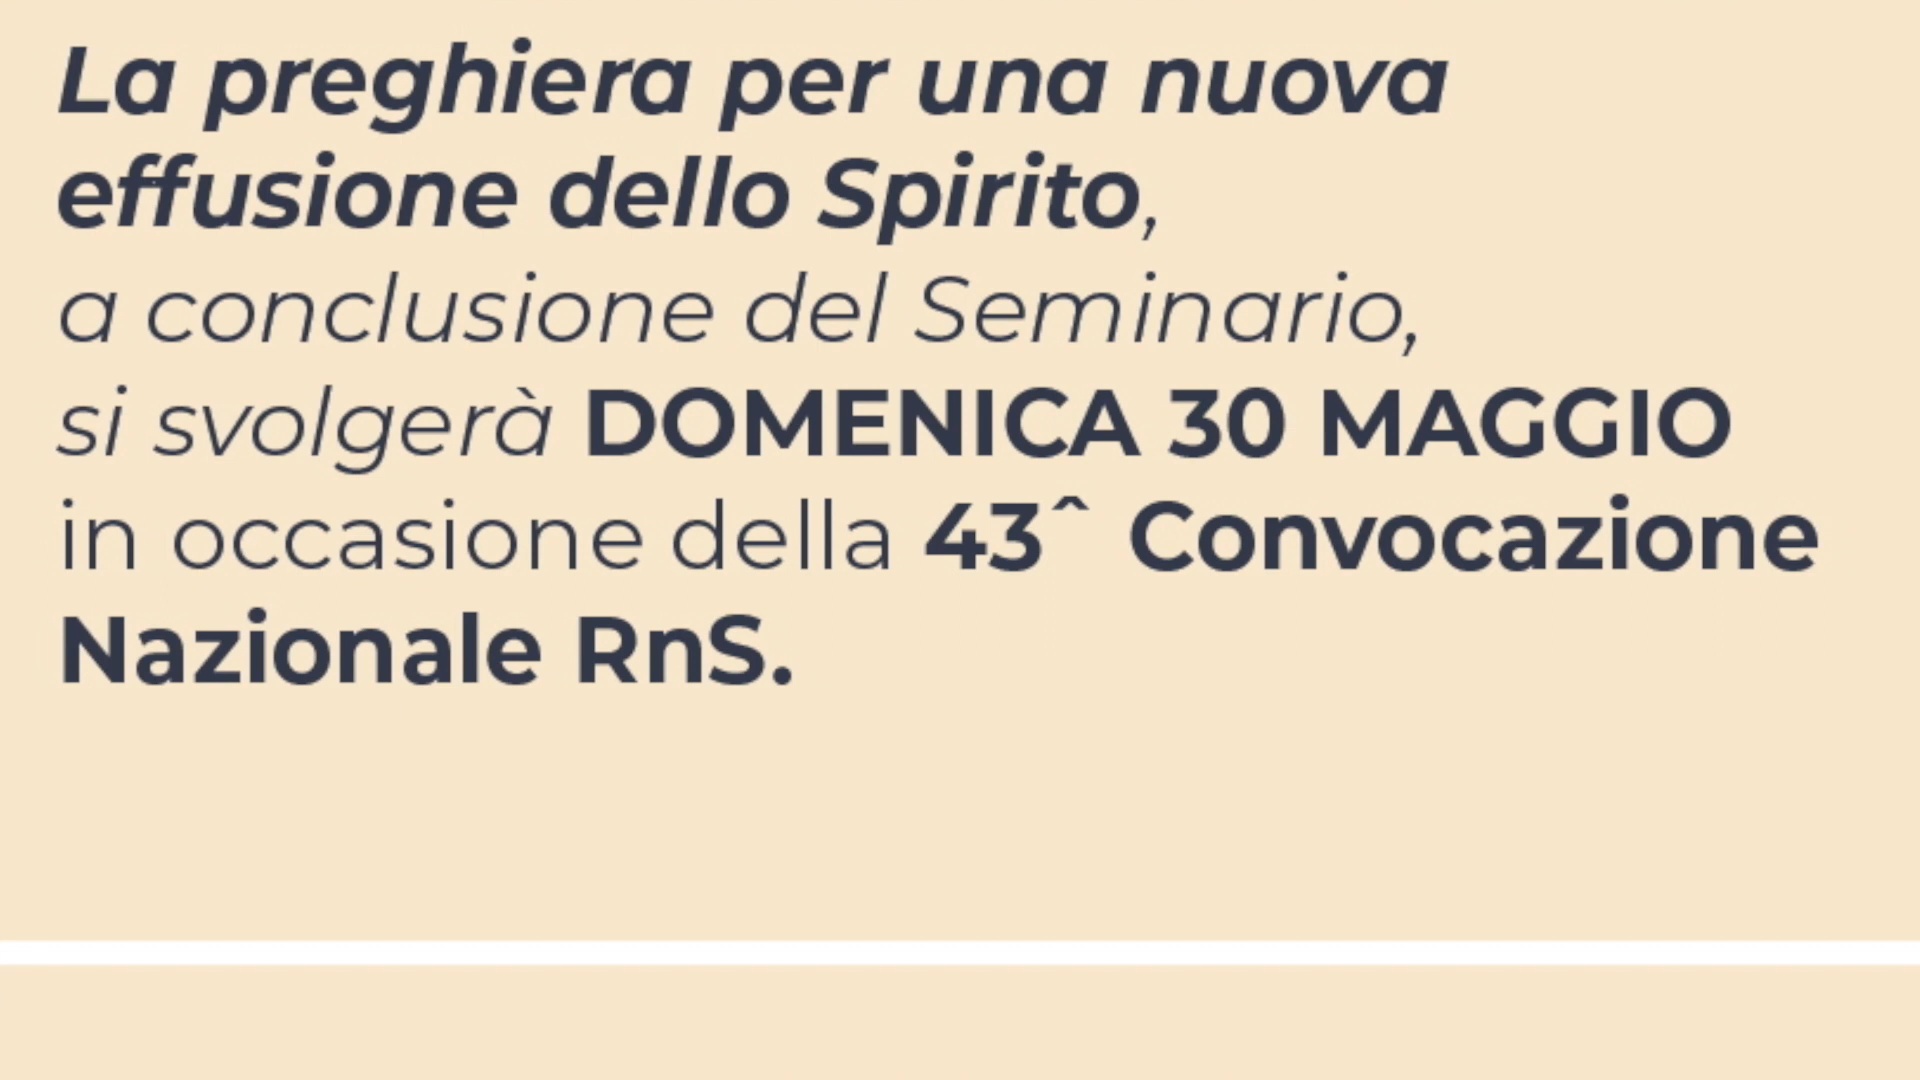 La preghiera per una nuova
effusione dello Spirito,
a conclusione del Seminario,
si svolgerà DOMENICA 30 MAGGIO
in occasione della 43ˆ Convocazione
Nazionale RnS.